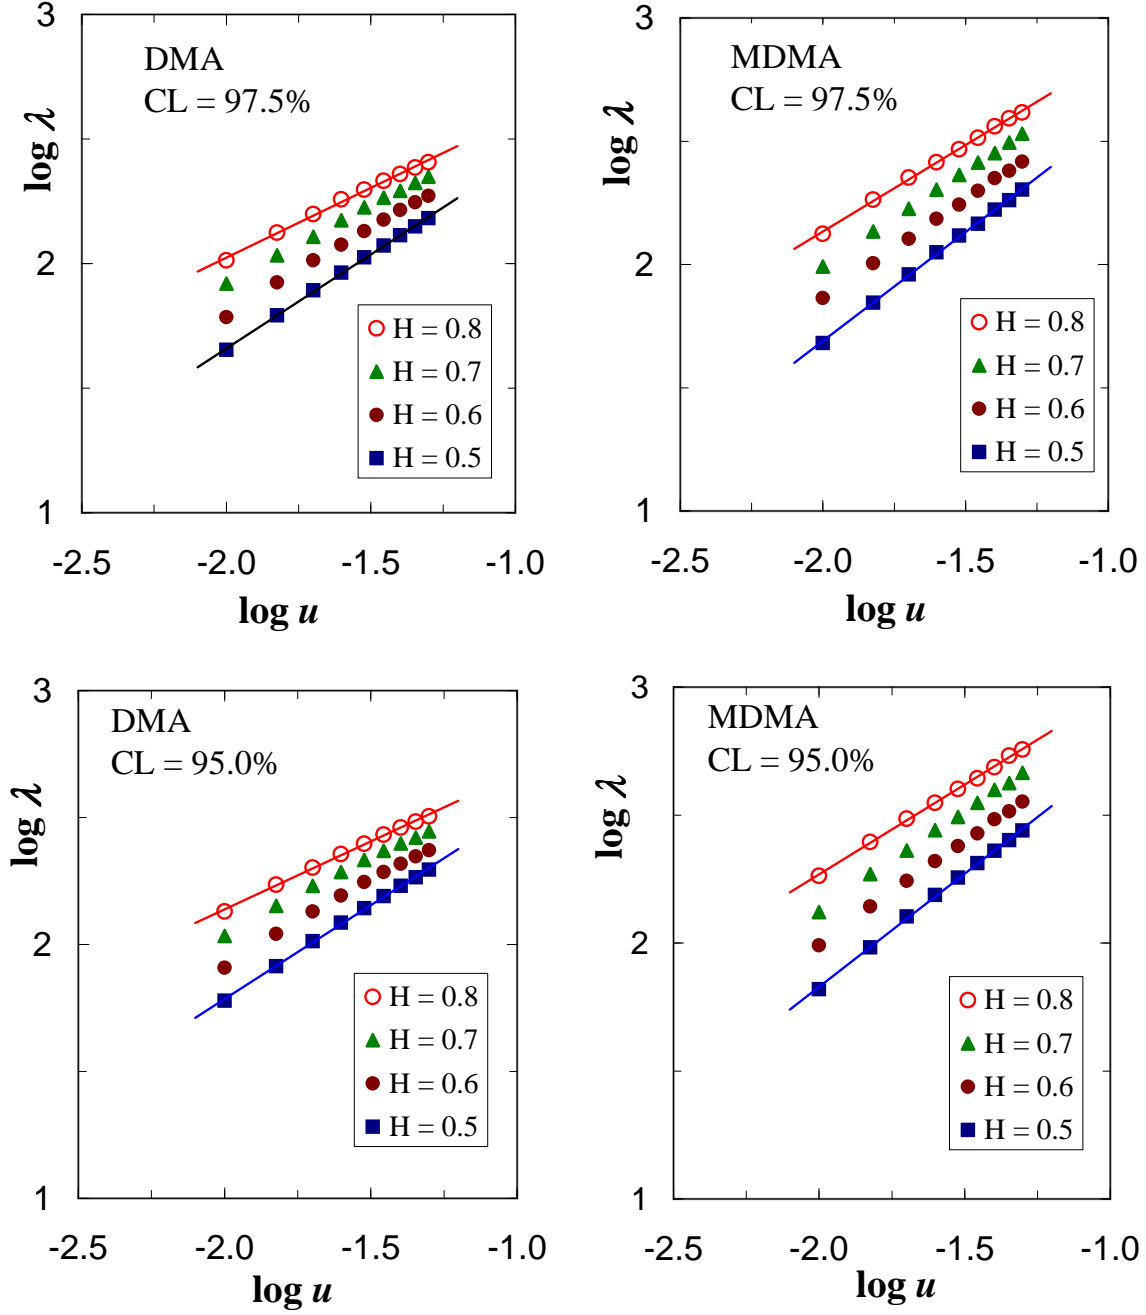 DMA
CL = 97.5%
3
2
1
log λ
H = 0.8
H = 0.7
H = 0.6
H = 0.5
-2.5 -2.0 -1.5 -1.0
log u
MDMA
CL = 97.5%
3
2
1
log λ
H = 0.8
H = 0.7
H = 0.6
H = 0.5
-2.5 -2.0 -1.5 -1.0
log u
DMA
CL = 95.0%
3
2
1
log λ
H = 0.8
H = 0.7
H = 0.6
H = 0.5
-2.5 -2.0 -1.5 -1.0
log u
MDMA
CL = 95.0%
3
2
1
log λ
H = 0.8
H = 0.7
H = 0.6
H = 0.5
-2.5 -2.0 -1.5 -1.0
log u